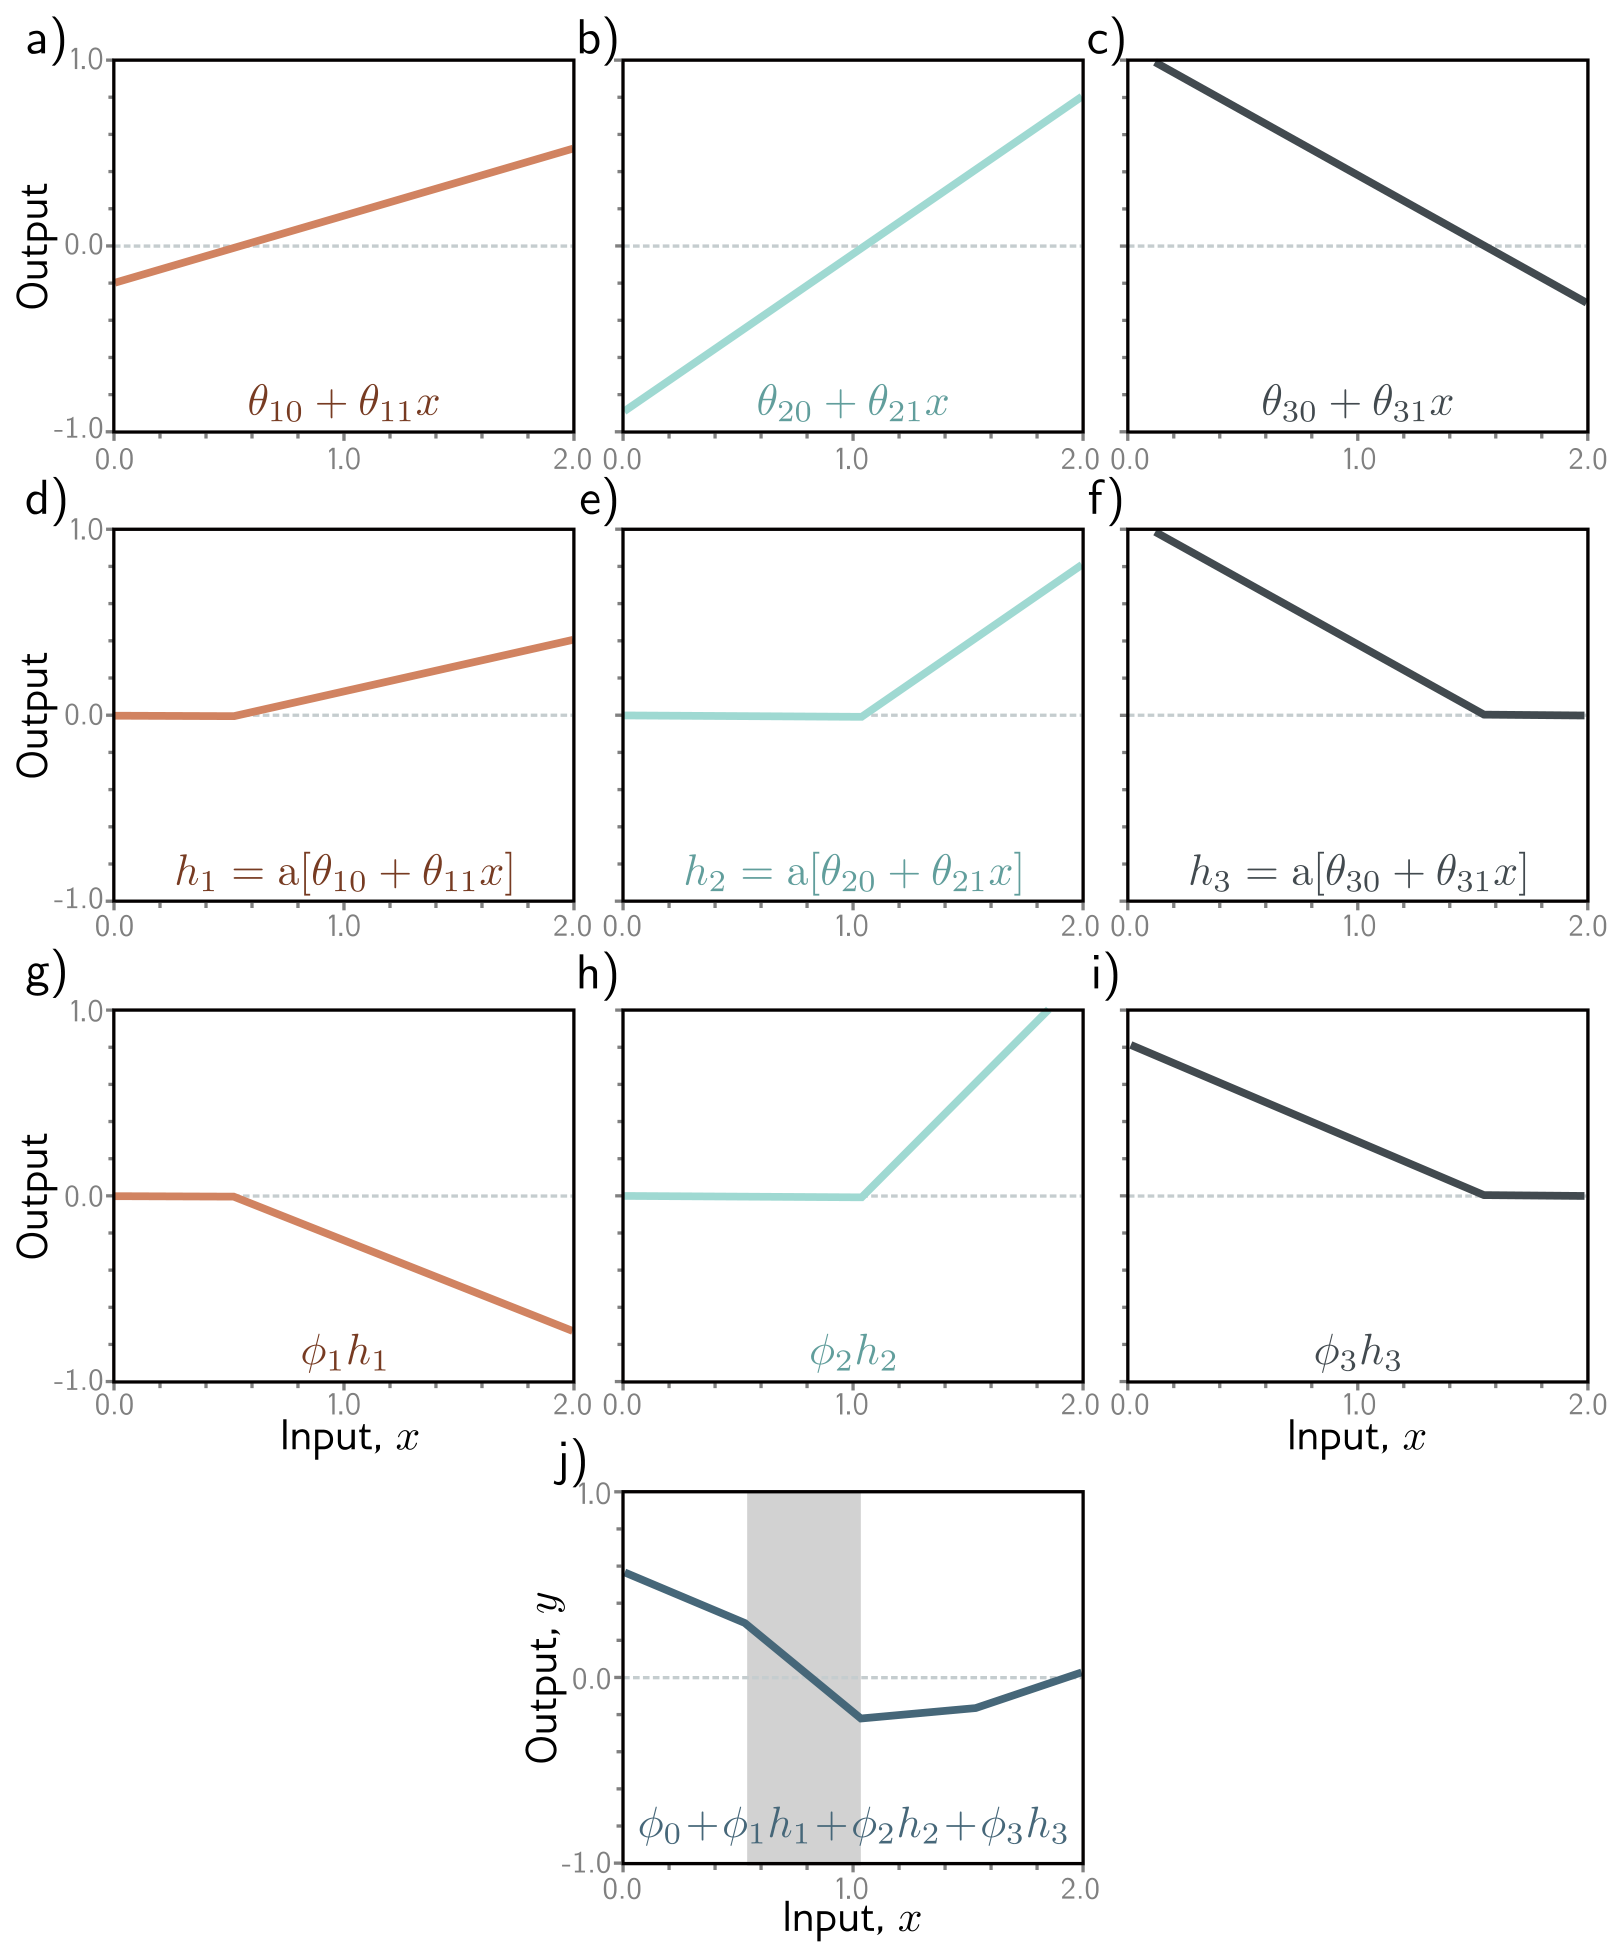 a) b) c)
1.0
Output
0.0
θ₁₀ + θ₁₁x θ₂₀ + θ₂₁x θ₃₀ + θ₃₁x
-1.0
0.0 1.0 2.0 0.0 1.0 2.0 0.0 1.0 2.0
d) e) f)
1.0
Output
0.0
h₁ = a[θ₁₀ + θ₁₁x] h₂ = a[θ₂₀ + θ₂₁x] h₃ = a[θ₃₀ + θ₃₁x]
-1.0
0.0 1.0 2.0 0.0 1.0 2.0 0.0 1.0 2.0
g) h) i)
1.0
Output
0.0
ϕ₁h₁ ϕ₂h₂ ϕ₃h₃
-1.0
0.0 1.0 2.0 0.0 1.0 2.0 0.0 1.0 2.0
Input, x Input, x
j)
1.0
Output, y
0.0
ϕ₀+ϕ₁h₁+ϕ₂h₂+ϕ₃h₃
-1.0
0.0 1.0 2.0
Input, x